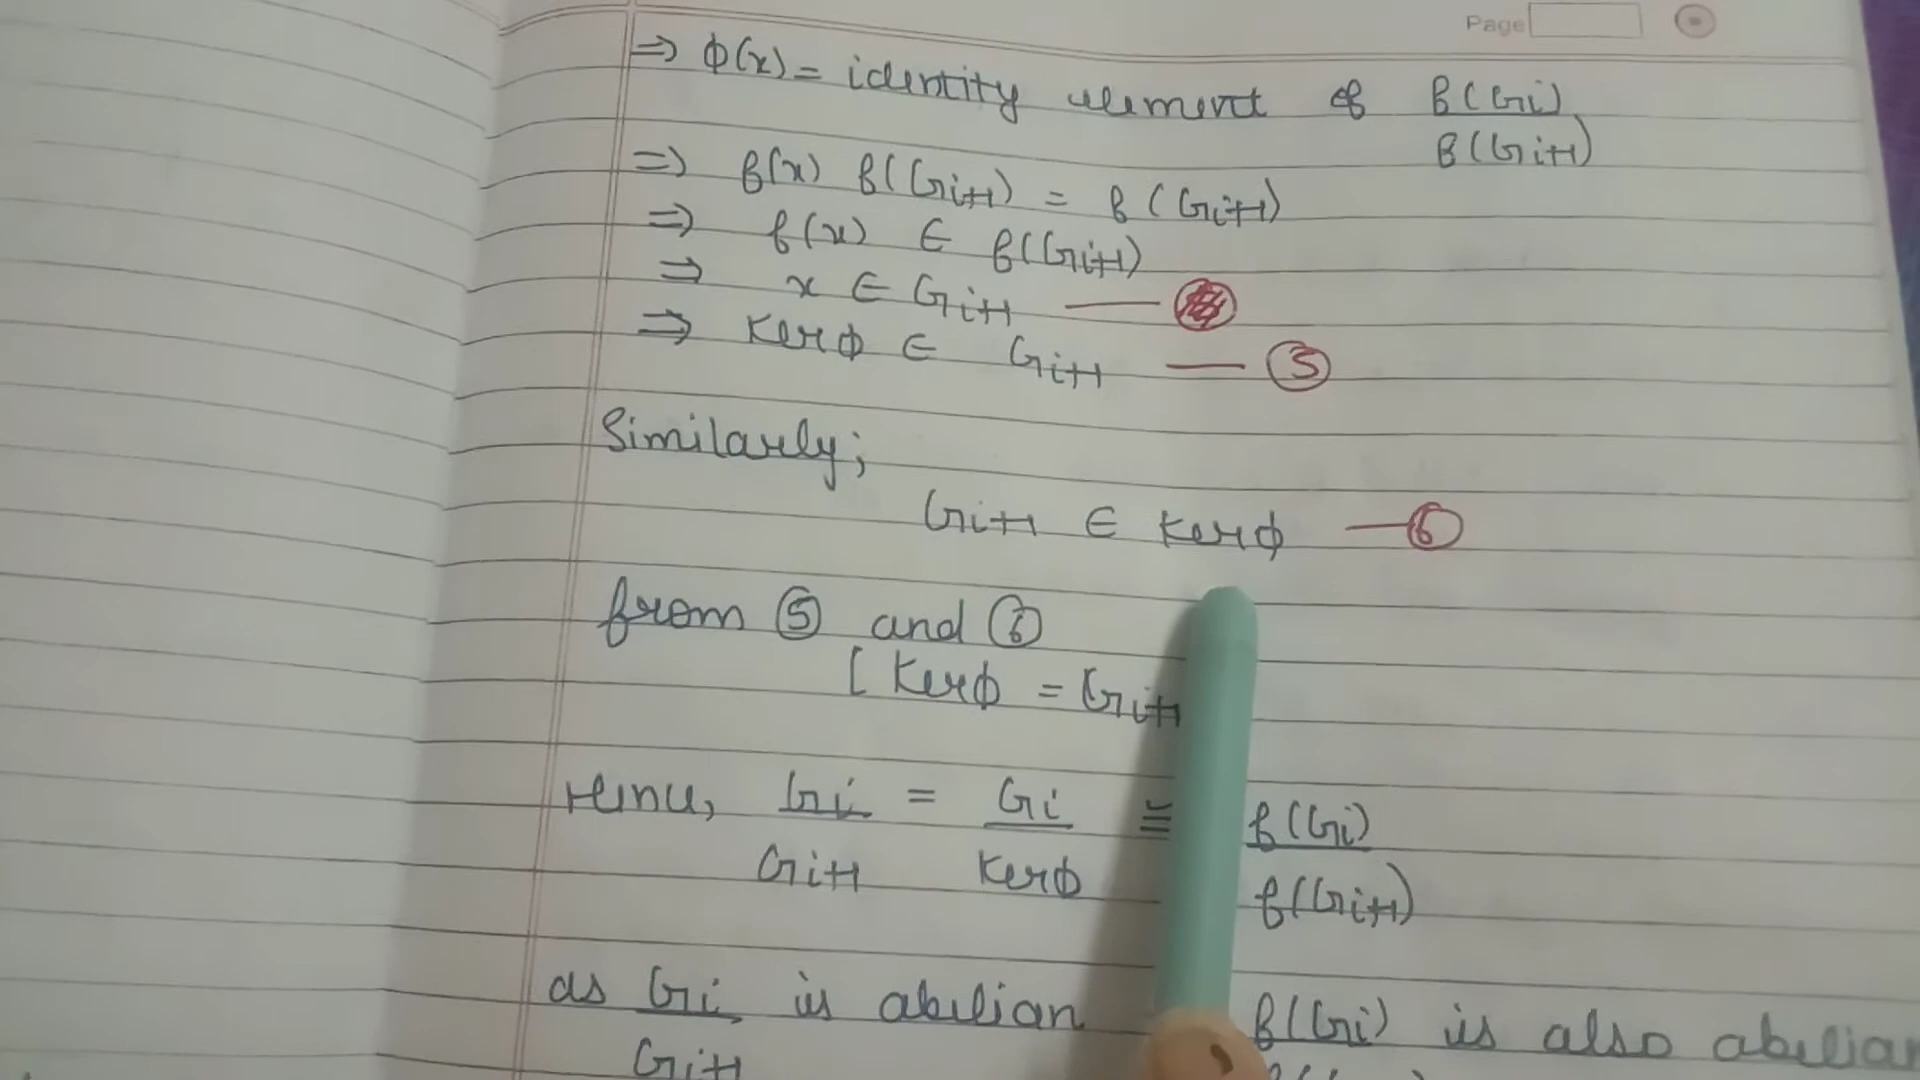 Page
⇒ ϕ(x) = identity element of f(Gi)
f(Gi+1)
⇒ f(x) f(Gi+1) = f(Gi+1)
⇒ f(x) ∈ f(Gi+1)
⇒ x ∈ Gi+1 —
⇒ Kerϕ ∈ Gi+1 — ⑤
Similarly;
Gi+1 ∈ Kerϕ — ⑥
from ⑤ and ⑥
[Kerϕ = Gi+1
Hence, Gi = Gi ≅ f(Gi)
Gi+1 Kerϕ f(Gi+1)
as Gi is abelian f(Gi) is also abelian
Gi+1